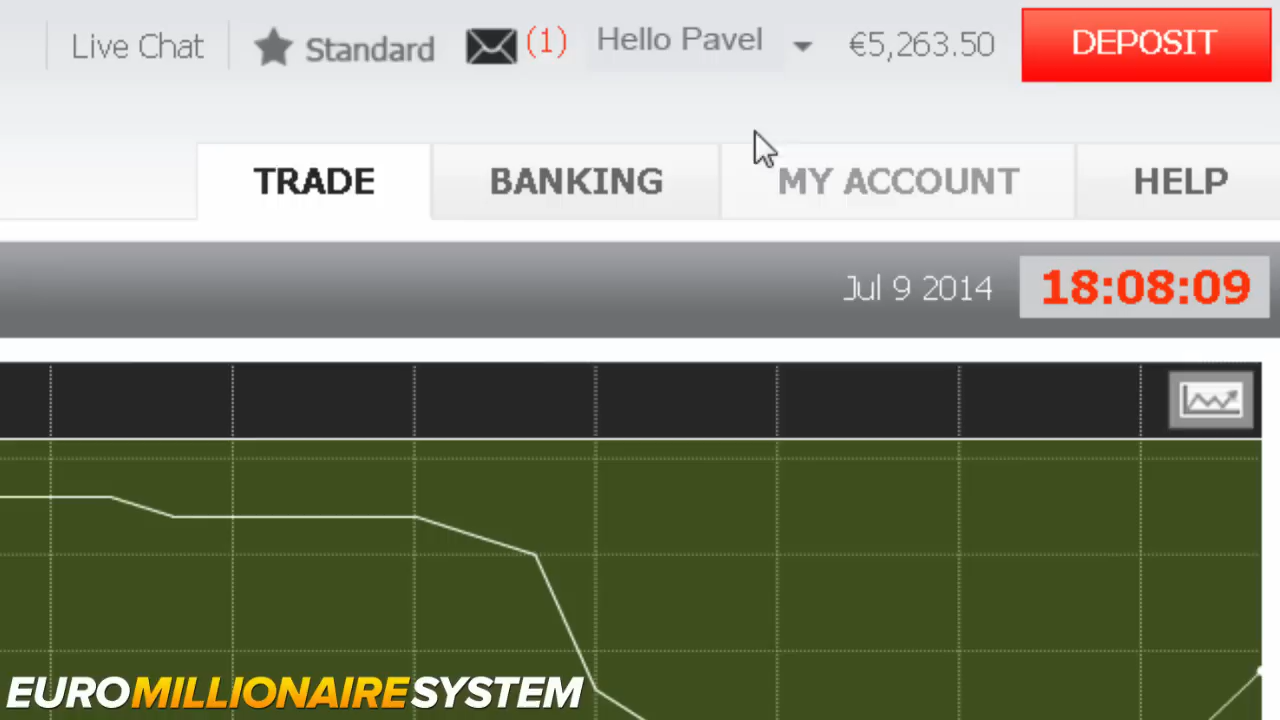 Live Chat Standard (1) Hello Pavel €5,263.50 DEPOSIT
TRADE BANKING MY ACCOUNT HELP
Jul 9 2014 18:08:09
EUROMILLIONAIRESYSTEM